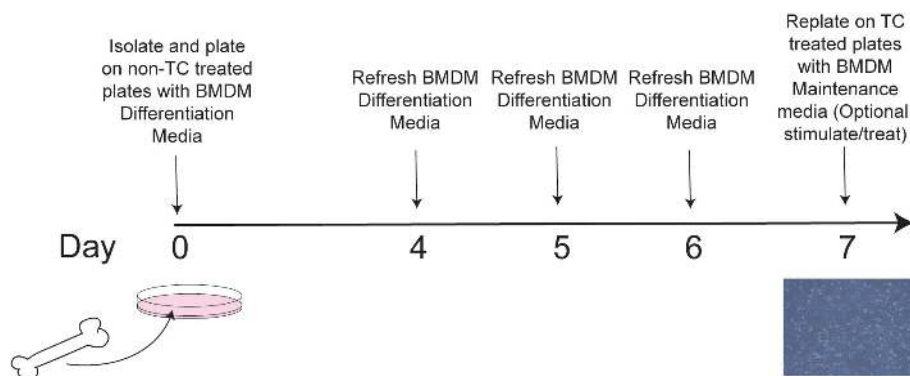 Isolate and plate
on non-TC treated
plates with BMDM
Differentiation
Media
Refresh BMDM
Differentiation
Media
Refresh BMDM
Differentiation
Media
Refresh BMDM
Differentiation
Media
Replate on TC
treated plates
with BMDM
Maintenance
media (Optional
stimulate/treat)
Day 0 4 5 6 7